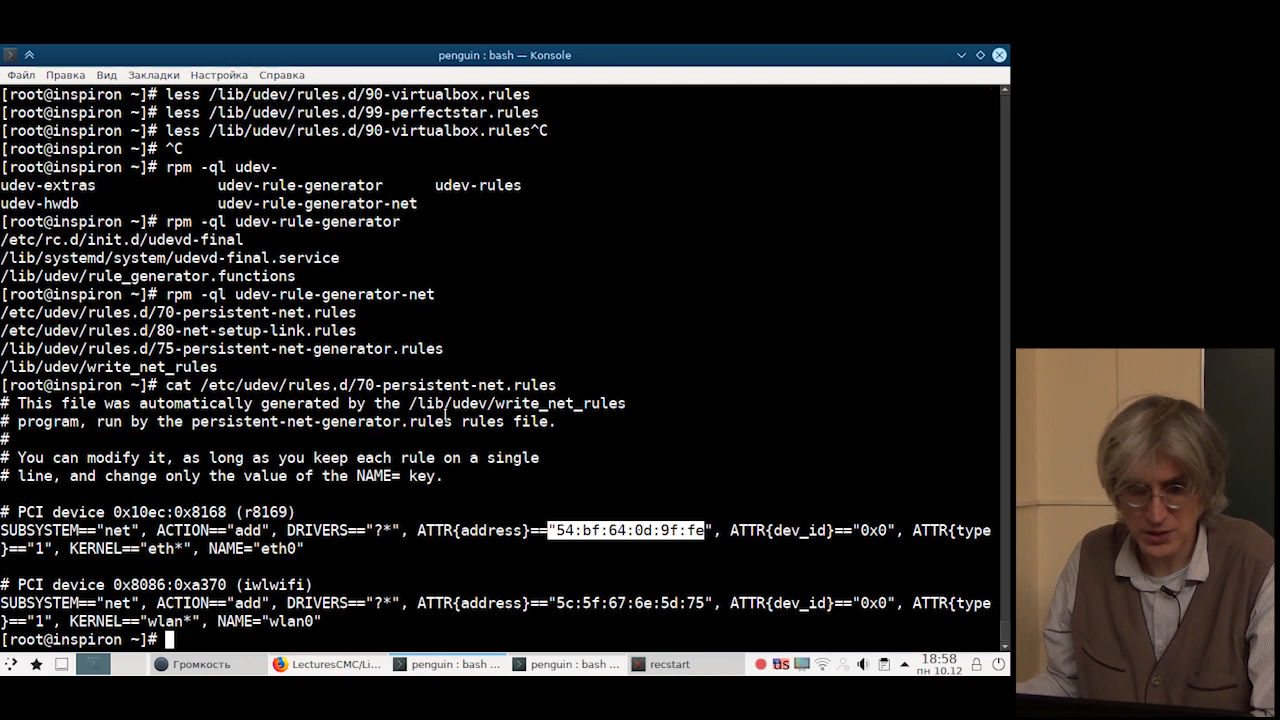 penguin : bash — Konsole
Файл Правка Вид Закладки Настройка Справка
[root@inspiron ~]# less /lib/udev/rules.d/90-virtualbox.rules
[root@inspiron ~]# less /lib/udev/rules.d/99-perfectstar.rules
[root@inspiron ~]# less /lib/udev/rules.d/90-virtualbox.rules^C
[root@inspiron ~]# ^C
[root@inspiron ~]# rpm -ql udev-
udev-extras udev-rule-generator udev-rules
udev-hwdb udev-rule-generator-net
[root@inspiron ~]# rpm -ql udev-rule-generator
/etc/rc.d/init.d/udevd-final
/lib/systemd/system/udevd-final.service
/lib/udev/rule_generator.functions
[root@inspiron ~]# rpm -ql udev-rule-generator-net
/etc/udev/rules.d/70-persistent-net.rules
/etc/udev/rules.d/80-net-setup-link.rules
/lib/udev/rules.d/75-persistent-net-generator.rules
/lib/udev/write_net_rules
[root@inspiron ~]# cat /etc/udev/rules.d/70-persistent-net.rules
# This file was automatically generated by the /lib/udev/write_net_rules
# program, run by the persistent-net-generator.rules rules file.
#
# You can modify it, as long as you keep each rule on a single
# line, and change only the value of the NAME= key.
# PCI device 0x10ec:0x8168 (r8169)
SUBSYSTEM=="net", ACTION=="add", DRIVERS=="?*", ATTR{address}=="54:bf:64:0d:9f:fe", ATTR{dev_id}=="0x0", ATTR{type
}=="1", KERNEL=="eth*", NAME="eth0"
# PCI device 0x8086:0xa370 (iwlwifi)
SUBSYSTEM=="net", ACTION=="add", DRIVERS=="?*", ATTR{address}=="5c:5f:67:6e:5d:75", ATTR{dev_id}=="0x0", ATTR{type
}=="1", KERNEL=="wlan*", NAME="wlan0"
[root@inspiron ~]#
Громкость LecturesCMC/Li... penguin : bash ... penguin : bash ... recstart us 18:58
пн 10.12